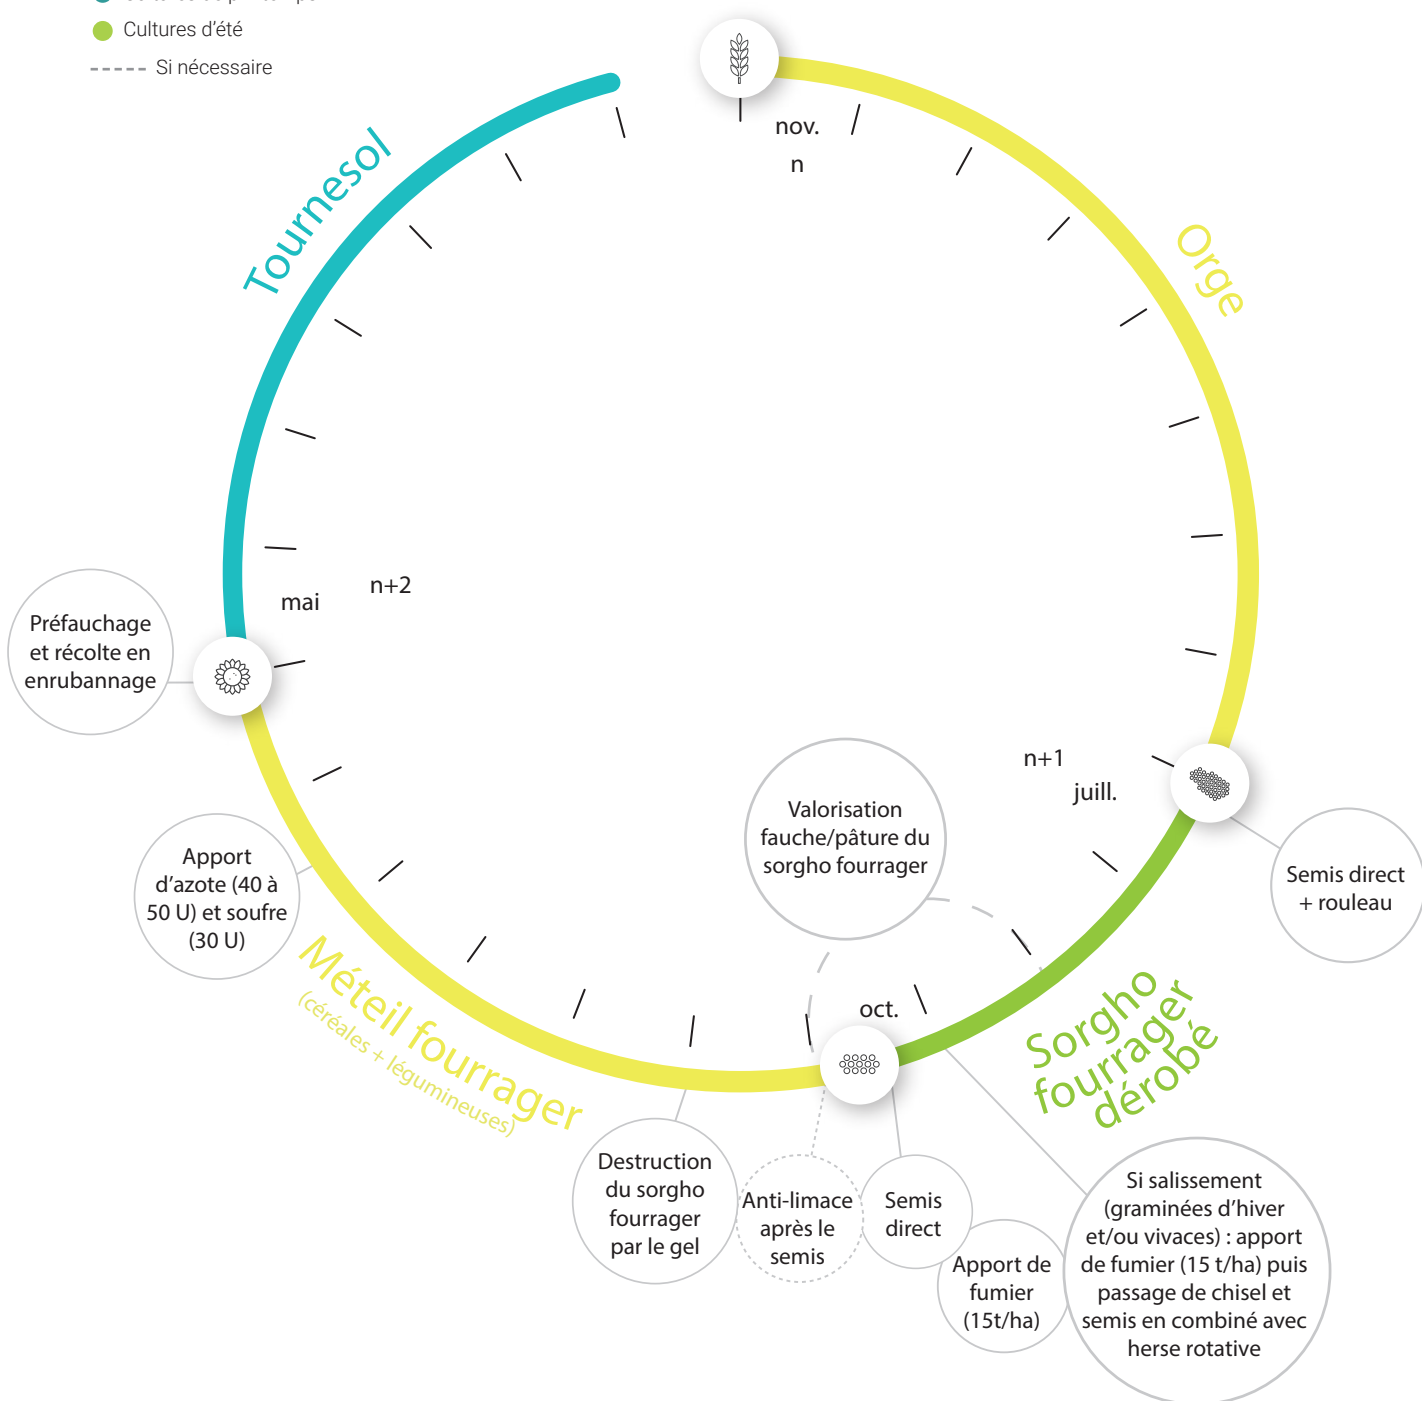 Cultures d'été
Si nécessaire
nov.
n
Tournesol
Orge
n+2
mai
Préfauchage
et récolte en
enrubannage
n+1
juill.
Valorisation
fauche/pâture du
sorgho fourrager
Semis direct
+ rouleau
Apport
d'azote (40 à
50 U) et soufre
(30 U)
Méteil fourrager
(céréales + légumineuses)
oct.
Sorgho
fourrager
dérobé
Destruction
du sorgho
fourrager
par le gel
Anti-limace
après le
semis
Semis
direct
Apport de
fumier
(15t/ha)
Si salissement
(graminées d'hiver
et/ou vivaces) : apport
de fumier (15 t/ha) puis
passage de chisel et
semis en combiné avec
herse rotative